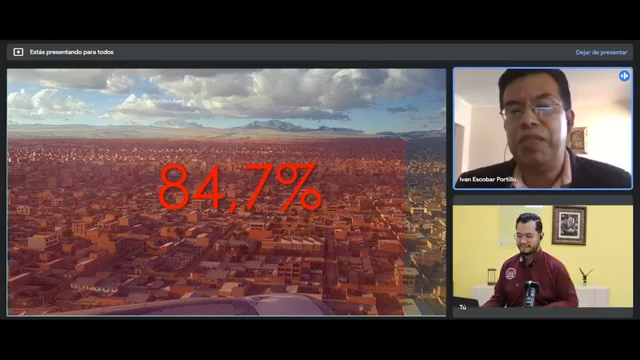 Estás presentando para todos
Dejar de presentar
84,7%
Ivan Escobar Portillo
Tú